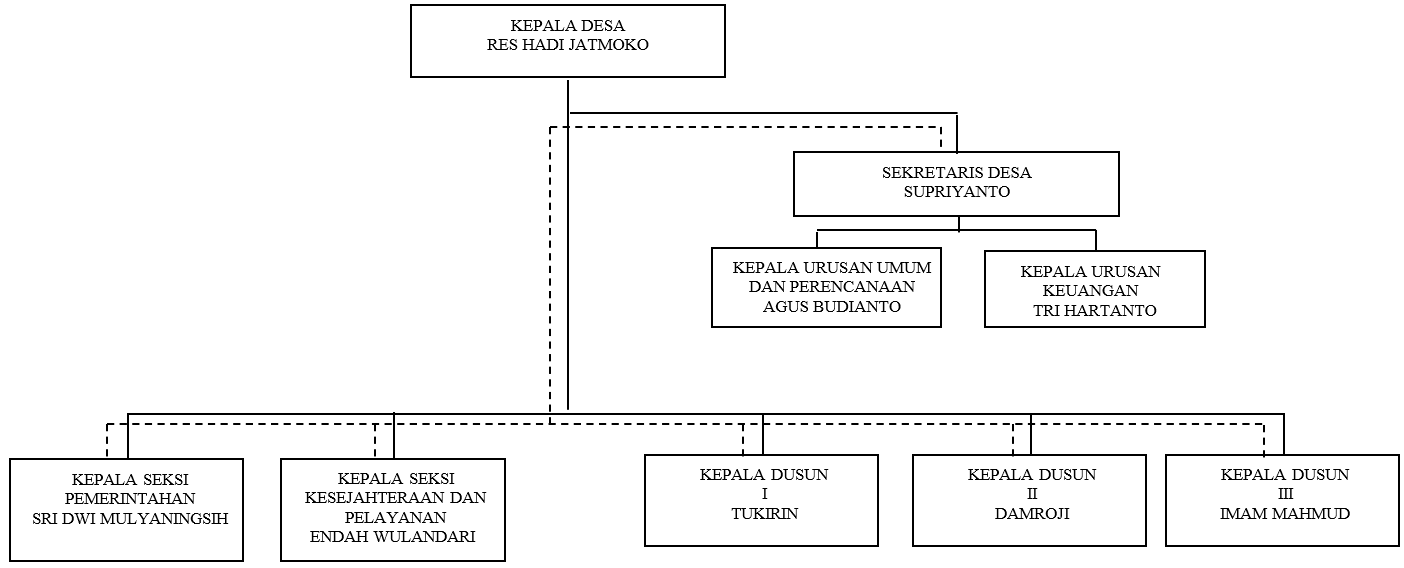 KEPALA DESA
RES HADI JATMOKO
SEKRETARIS DESA
SUPRIYANTO
KEPALA URUSAN UMUM
DAN PERENCANAAN
AGUS BUDIANTO
KEPALA URUSAN
KEUANGAN
TRI HARTANTO
KEPALA SEKSI
PEMERINTAHAN
SRI DWI MULYANINGSIH
KEPALA SEKSI
KESEJAHTERAAN DAN
PELAYANAN
ENDAH WULANDARI
KEPALA DUSUN
I
TUKIRIN
KEPALA DUSUN
II
DAMROJI
KEPALA DUSUN
III
IMAM MAHMUD